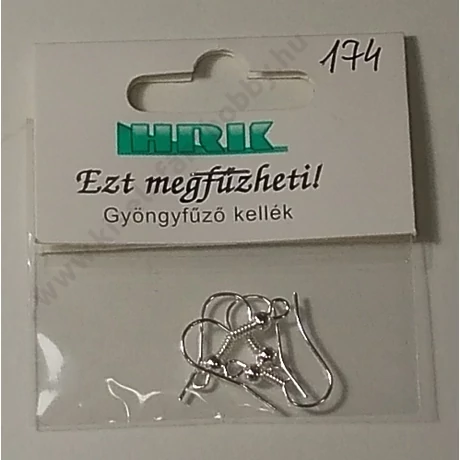 174
HRK
Ezt megfűzheti!
Gyöngyfűző kellék